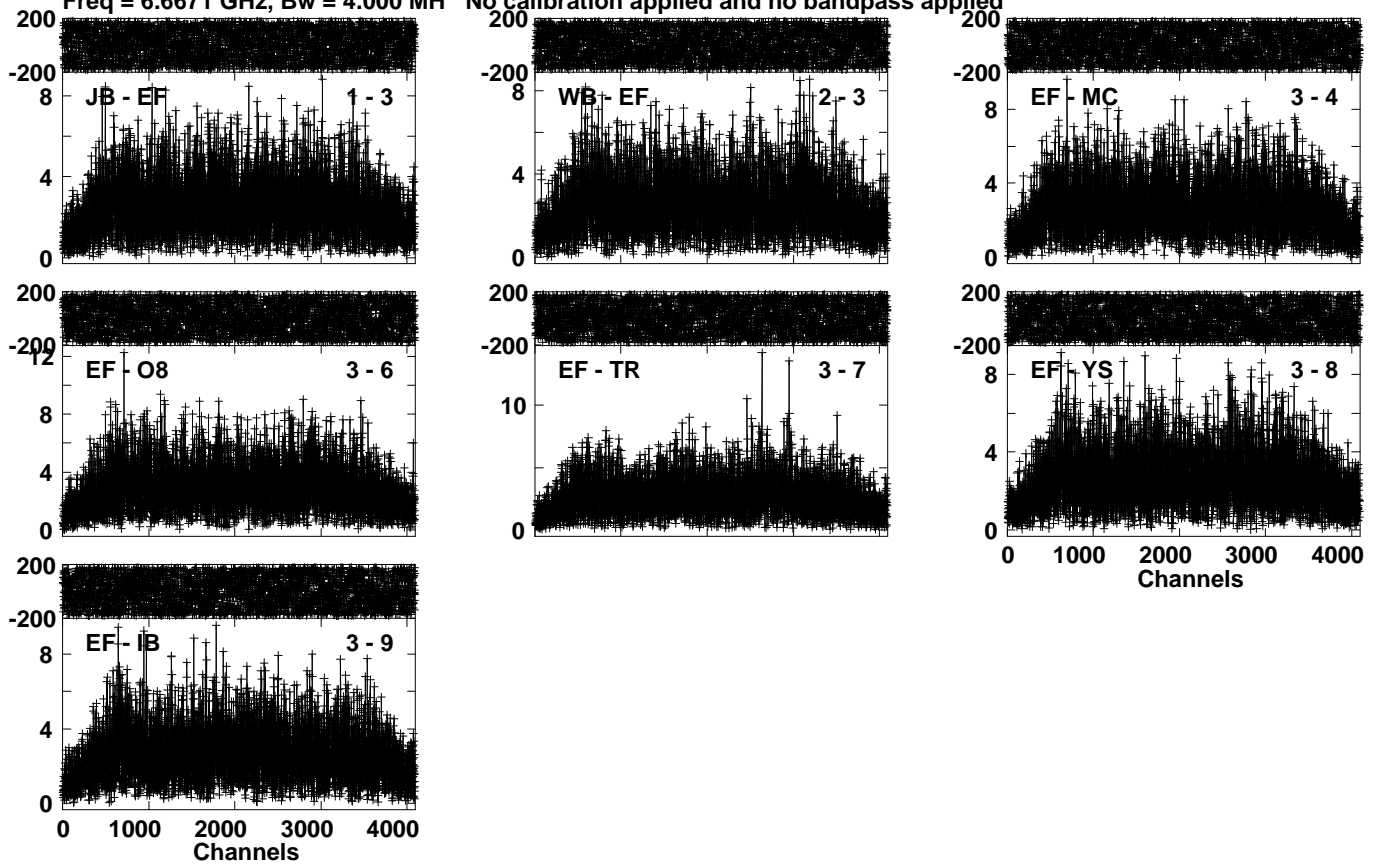 Freq = 6.6671 GHz, Bw = 4.000 MH No calibration applied and no bandpass applied
200 200 200
-200 -200 -200
JB - EF 1 - 3 WB - EF 2 - 3 EF - MC 3 - 4
8 8 8
4 4 4
0 0 0
200 200 200
-200 -200 -200
12
EF - O8 3 - 6 EF - TR 3 - 7 EF - YS 3 - 8
8 10 8
4 4
0 0 0
0 1000 2000 3000 4000
Channels
200
-200
EF - IB 3 - 9
8
4
0
0 1000 2000 3000 4000
Channels